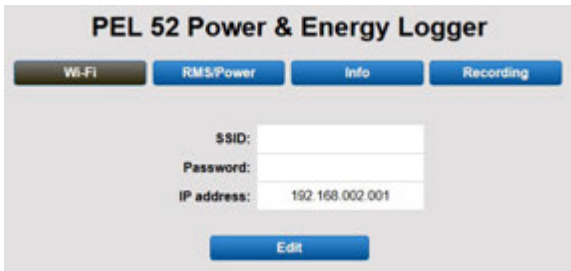 PEL 52 Power & Energy Logger
Wi-Fi RMS/Power Info Recording
SSID:
Password:
IP address: 192.168.002.001
Edit